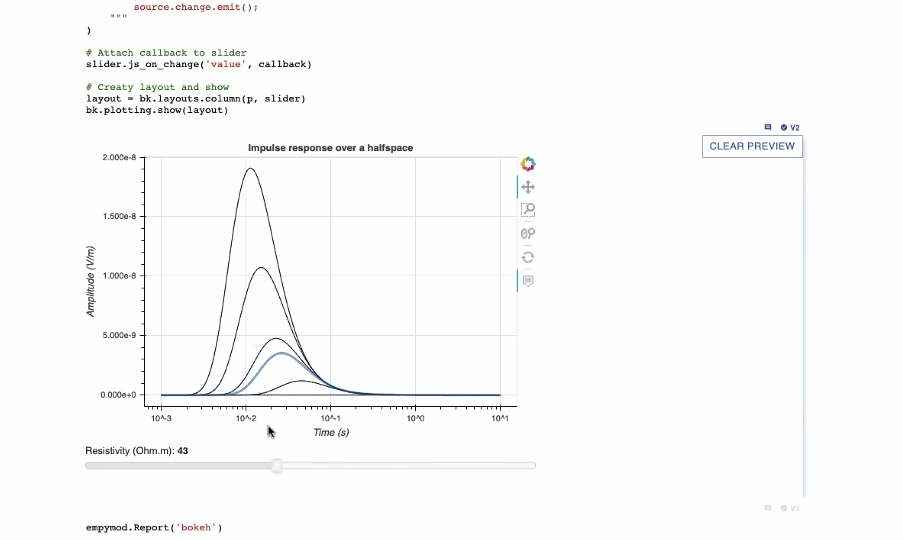 source.change.emit();
"""
)
# Attach callback to slider
slider.js_on_change('value', callback)
# Creaty layout and show
layout = bk.layouts.column(p, slider)
bk.plotting.show(layout)
V2
CLEAR PREVIEW
Impulse response over a halfspace
2.000e-8
1.500e-8
1.000e-8
5.000e-9
0.000e+0
Amplitude (V/m)
10^-3
10^-2
10^-1
10^0
10^1
Time (s)
Resistivity (Ohm.m): 43
V1
empymod.Report('bokeh')